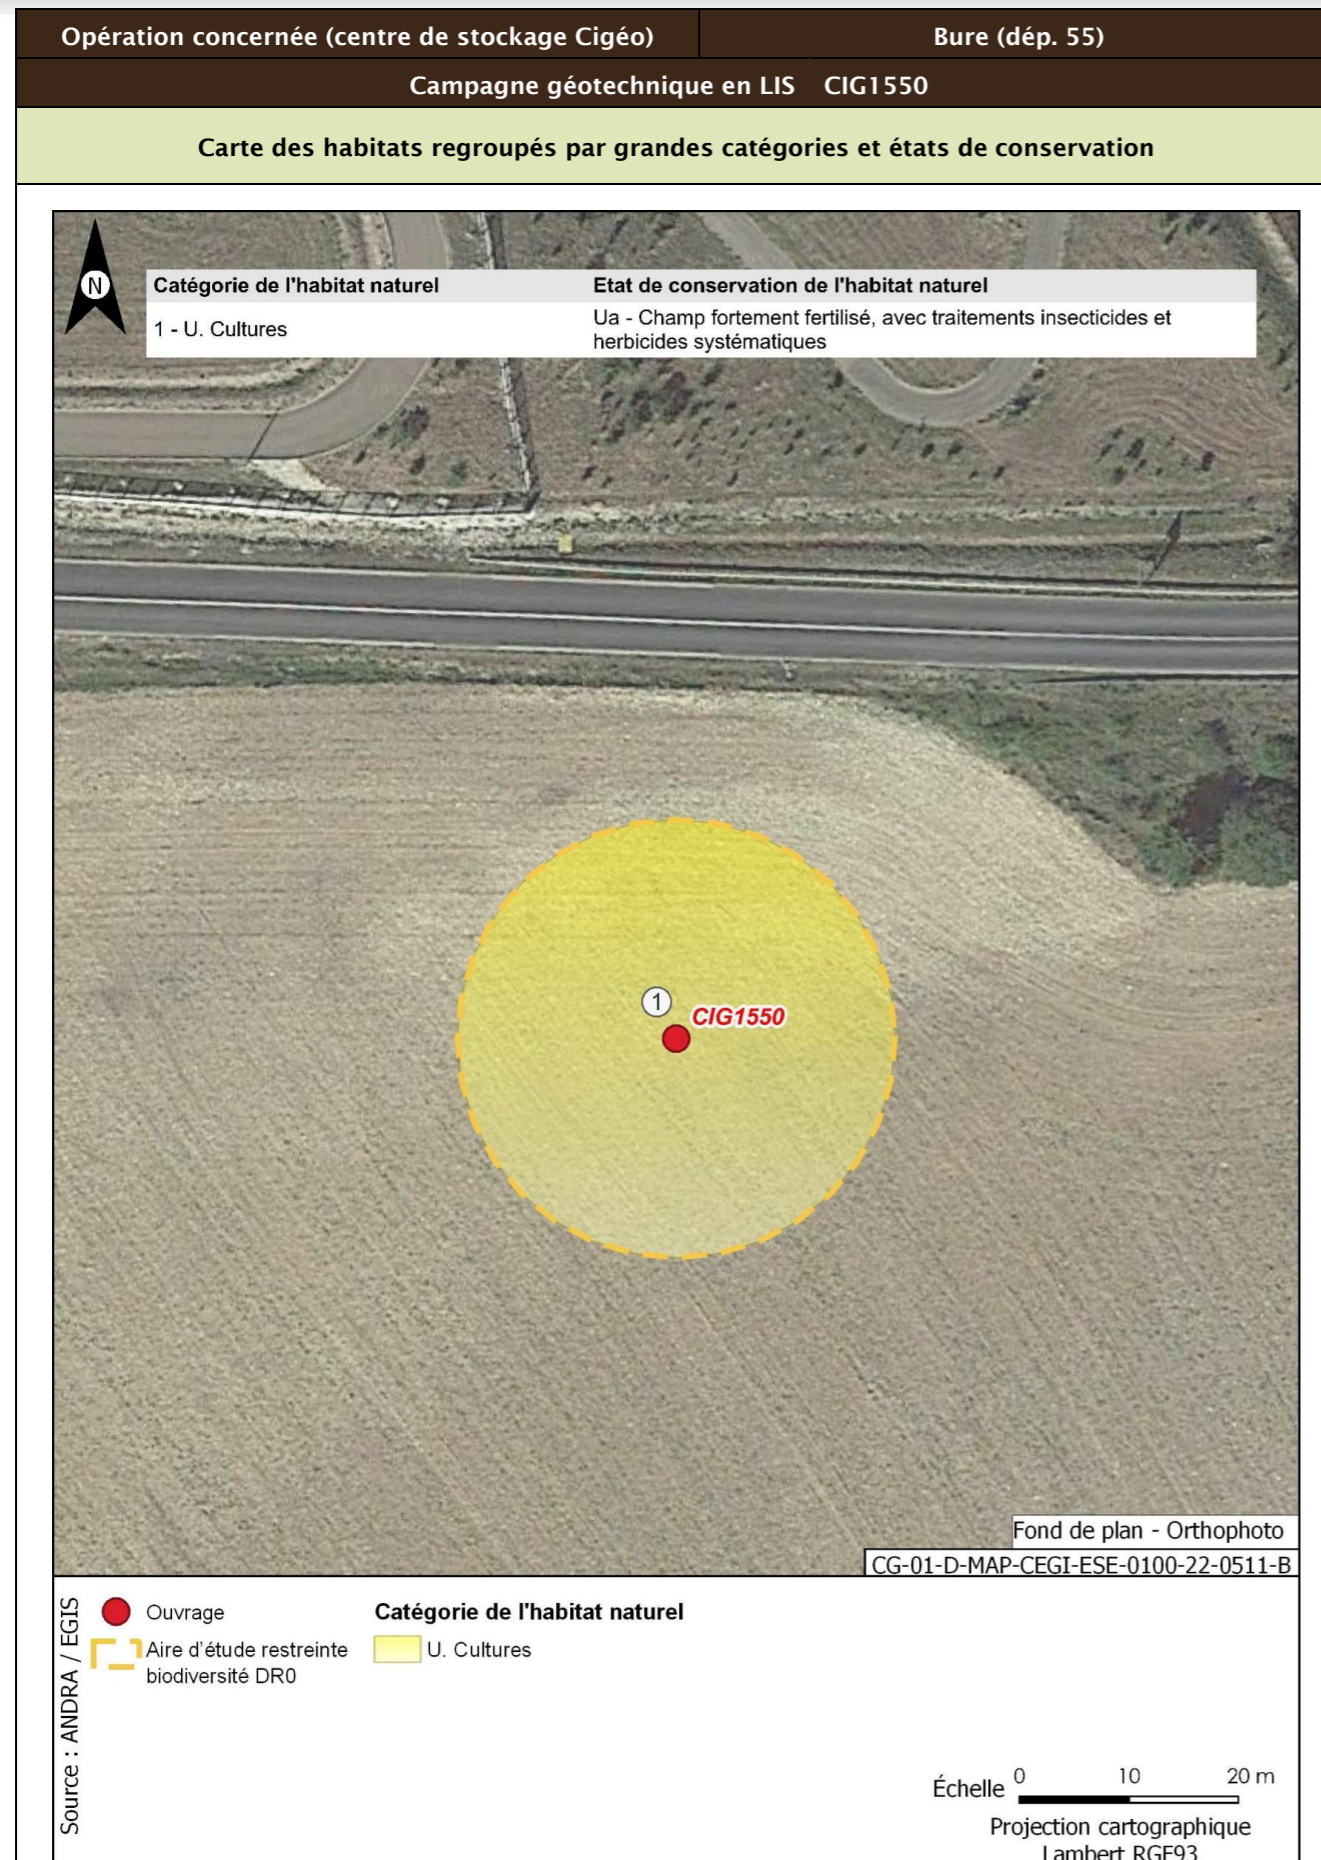 Opération concernée (centre de stockage Cigéo) Bure (dép. 55)
Campagne géotechnique en LIS CIG1550
Carte des habitats regroupés par grandes catégories et états de conservation
N
Catégorie de l'habitat naturel Etat de conservation de l'habitat naturel
1 - U. Cultures Ua - Champ fortement fertilisé, avec traitements insecticides et
herbicides systématiques
1
CIG1550
Fond de plan - Orthophoto
CG-01-D-MAP-CEGI-ESE-0100-22-0511-B
Source : ANDRA / EGIS
Ouvrage
Aire d'étude restreinte
biodiversité DR0
Catégorie de l'habitat naturel
U. Cultures
Échelle 0 10 20 m
Projection cartographique
Lambert RGF93